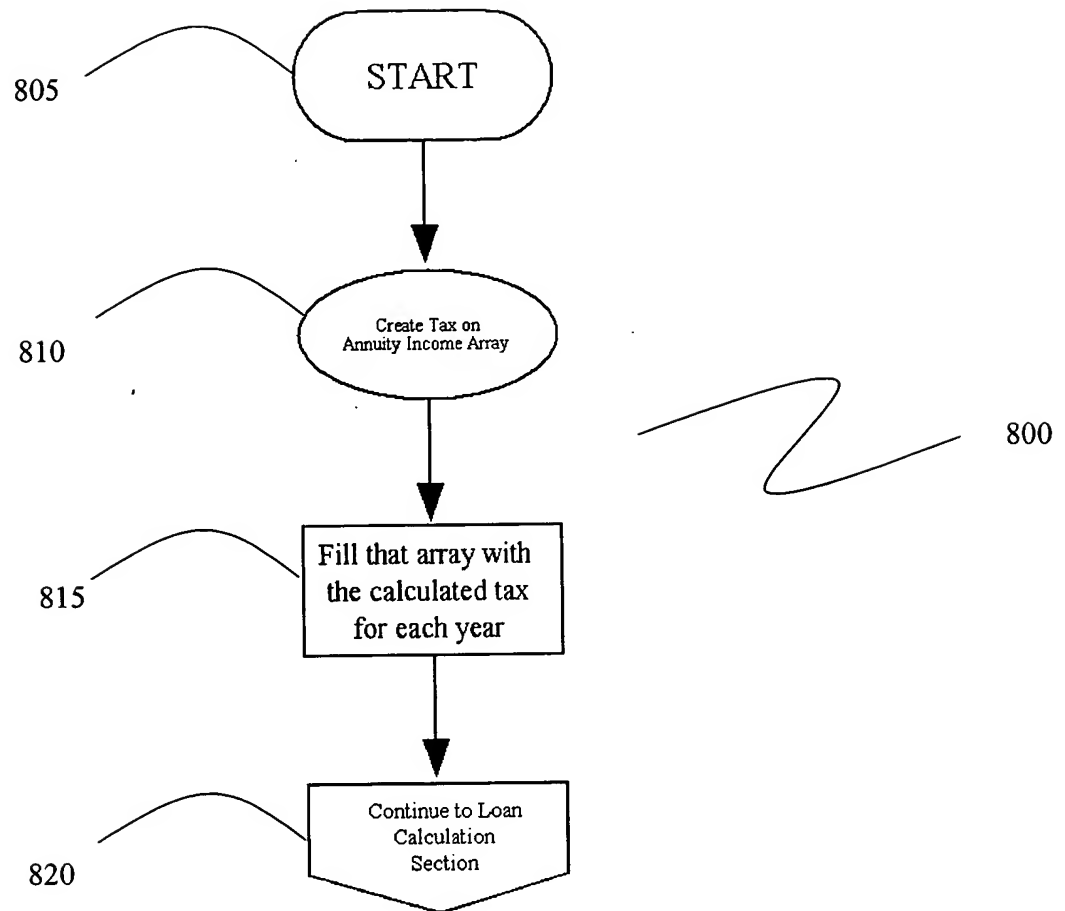 805
START
810
Create Tax on
Annuity Income Array
800
815
Fill that array with
the calculated tax
for each year
820
Continue to Loan
Calculation
Section